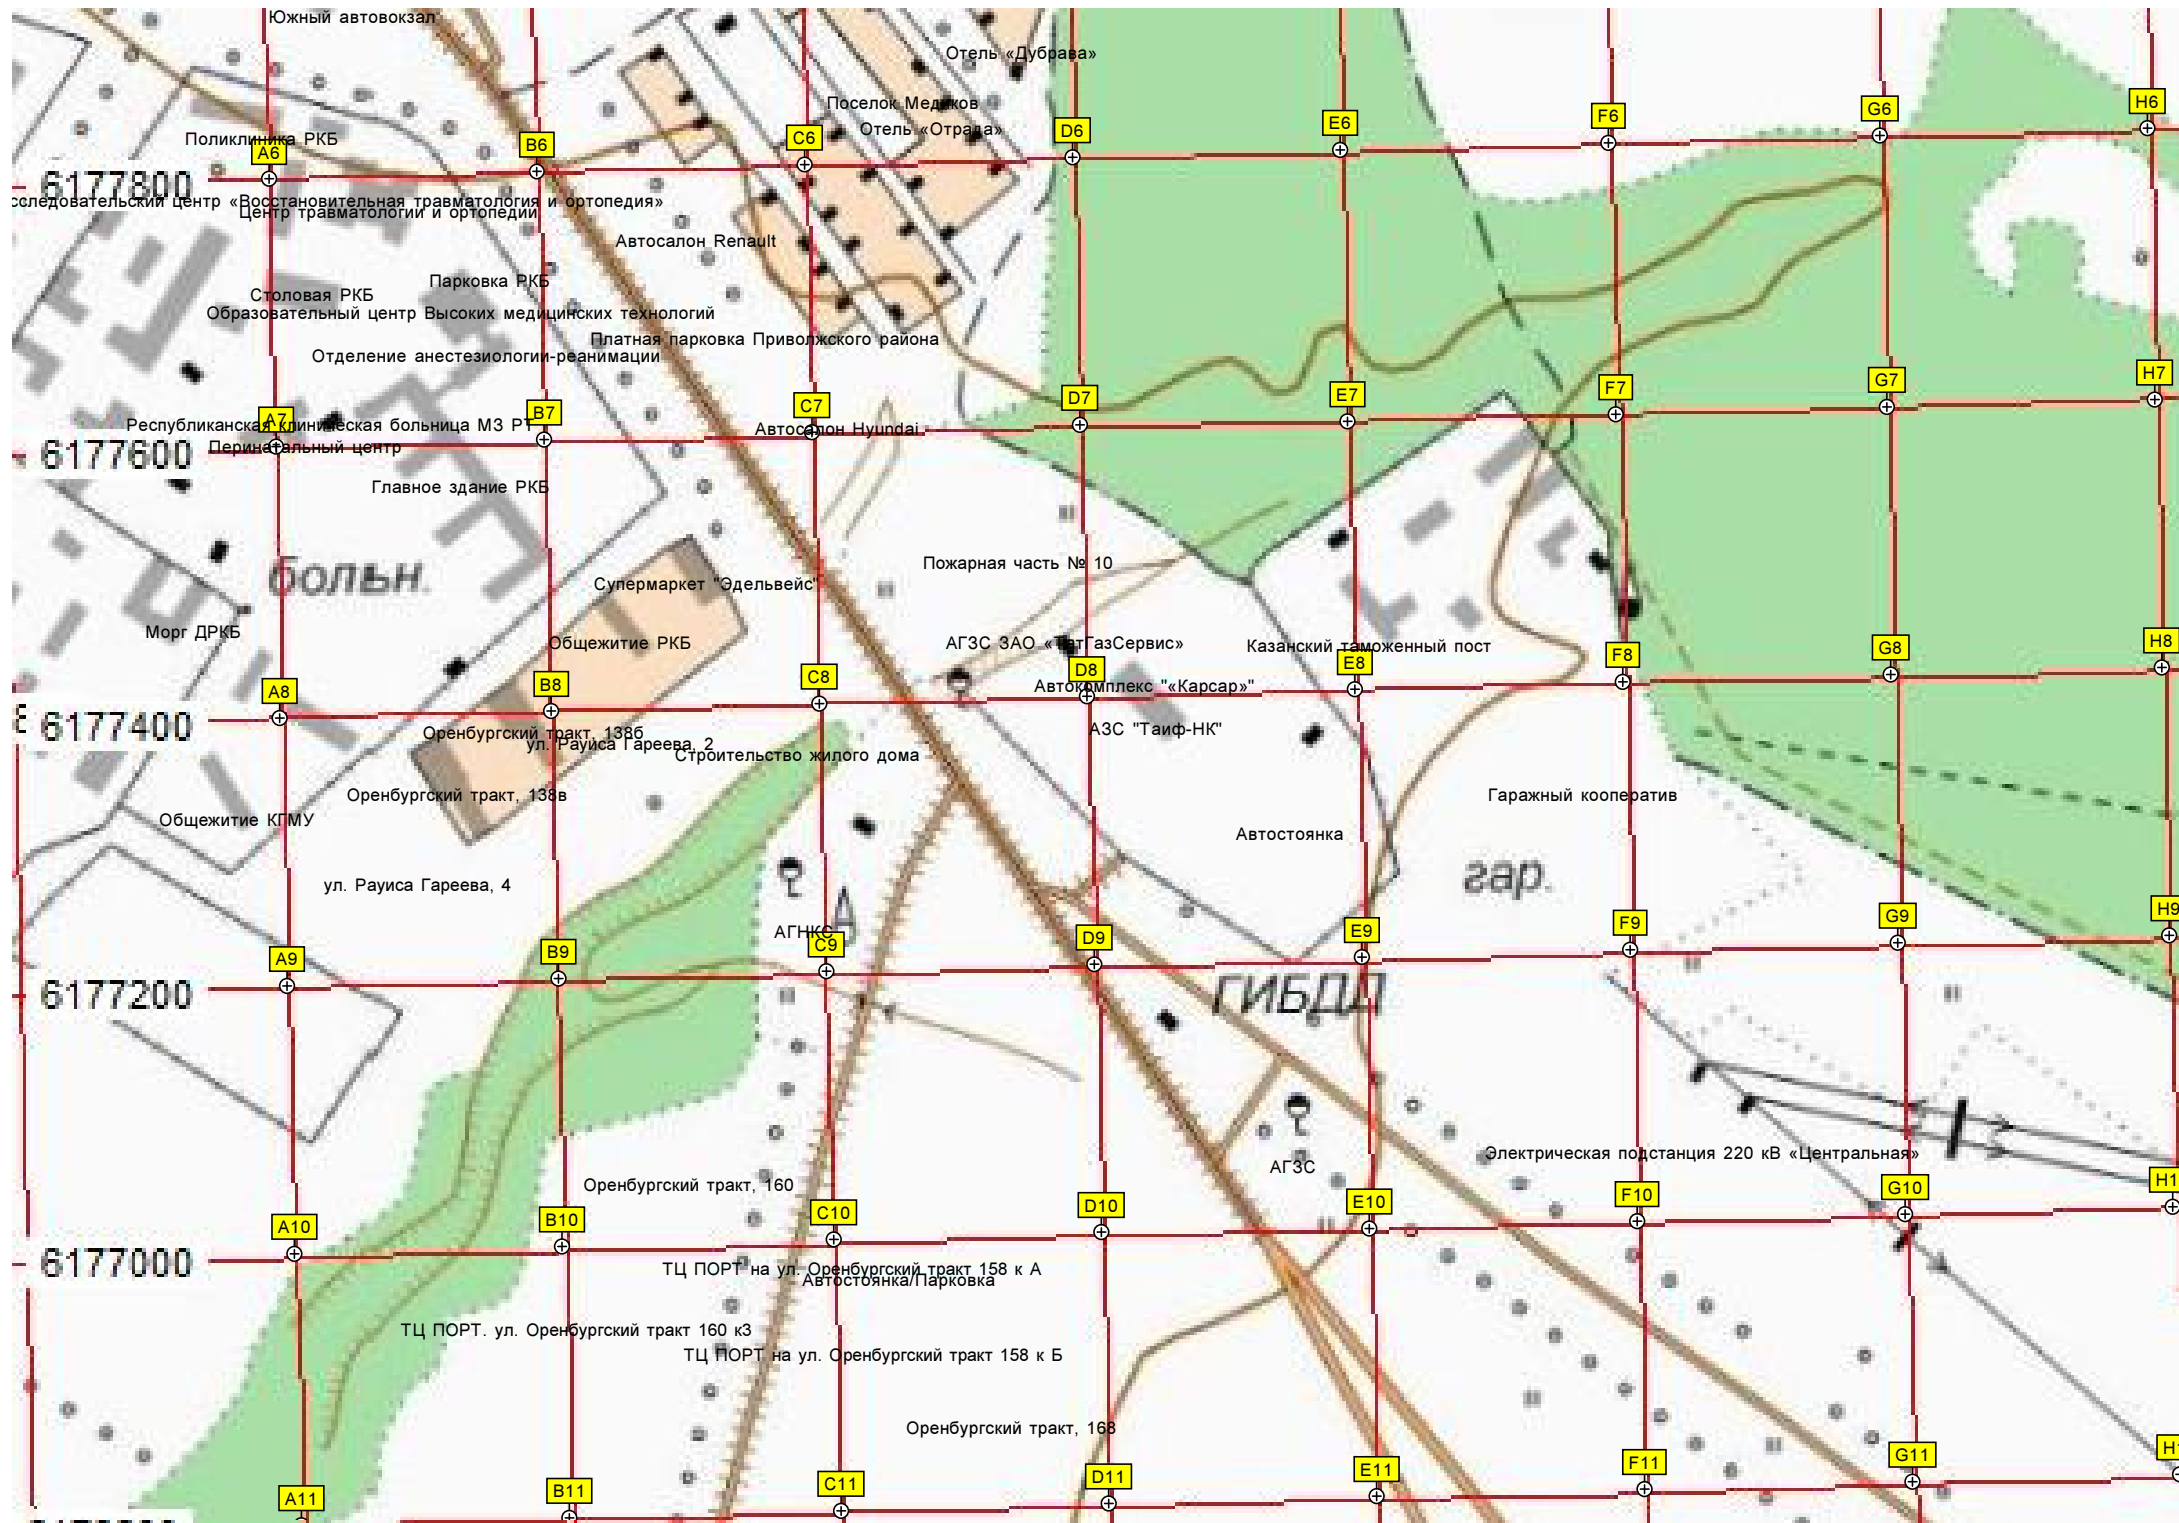 Южный автовокзал
Отель «Дубрава»
Поселок Медиков
Отель «Отрада»
Поликлиника РКБ
A6
B6
C6
D6
E6
F6
G6
H6
6177800
сследовательский центр «Восстановительная травматология и ортопедия»
Центр травматологии и ортопедии
Автосалон Renault
Парковка РКБ
Столовая РКБ
Образовательный центр Высоких медицинских технологий
Платная парковка Приволжского района
Отделение анестезиологии-реанимации
A7
B7
C7
D7
E7
F7
G7
H7
Республиканская клиническая больница МЗ РТ
Автосалон Hyundai
Перинатальный центр
6177600
Главное здание РКБ
больн.
Пожарная часть № 10
Супермаркет "Эдельвейс"
Морг ДРКБ
Общежитие РКБ
АГЗС ЗАО «ТатГазСервис»
Казанский таможенный пост
A8
B8
C8
D8
E8
F8
G8
H8
Автокомплекс "«Карсар»"
6177400
Оренбургский тракт, 138б
ул. Рауиса Гареева, 2
АЗС "Таиф-НК"
Строительство жилого дома
Оренбургский тракт, 138в
Гаражный кооператив
Общежитие КГМУ
Автостоянка
гар.
ул. Рауиса Гареева, 4
АГНКС
A9
B9
C9
D9
E9
F9
G9
H9
6177200
ГИБДД
Электрическая подстанция 220 кВ «Центральная»
АГЗС
Оренбургский тракт, 160
A10
B10
C10
D10
E10
F10
G10
H1
6177000
ТЦ ПОРТ на ул. Оренбургский тракт 158 к А
Автостоянка/Парковка
ТЦ ПОРТ. ул. Оренбургский тракт 160 к3
ТЦ ПОРТ на ул. Оренбургский тракт 158 к Б
Оренбургский тракт, 168
A11
B11
C11
D11
E11
F11
G11
H1